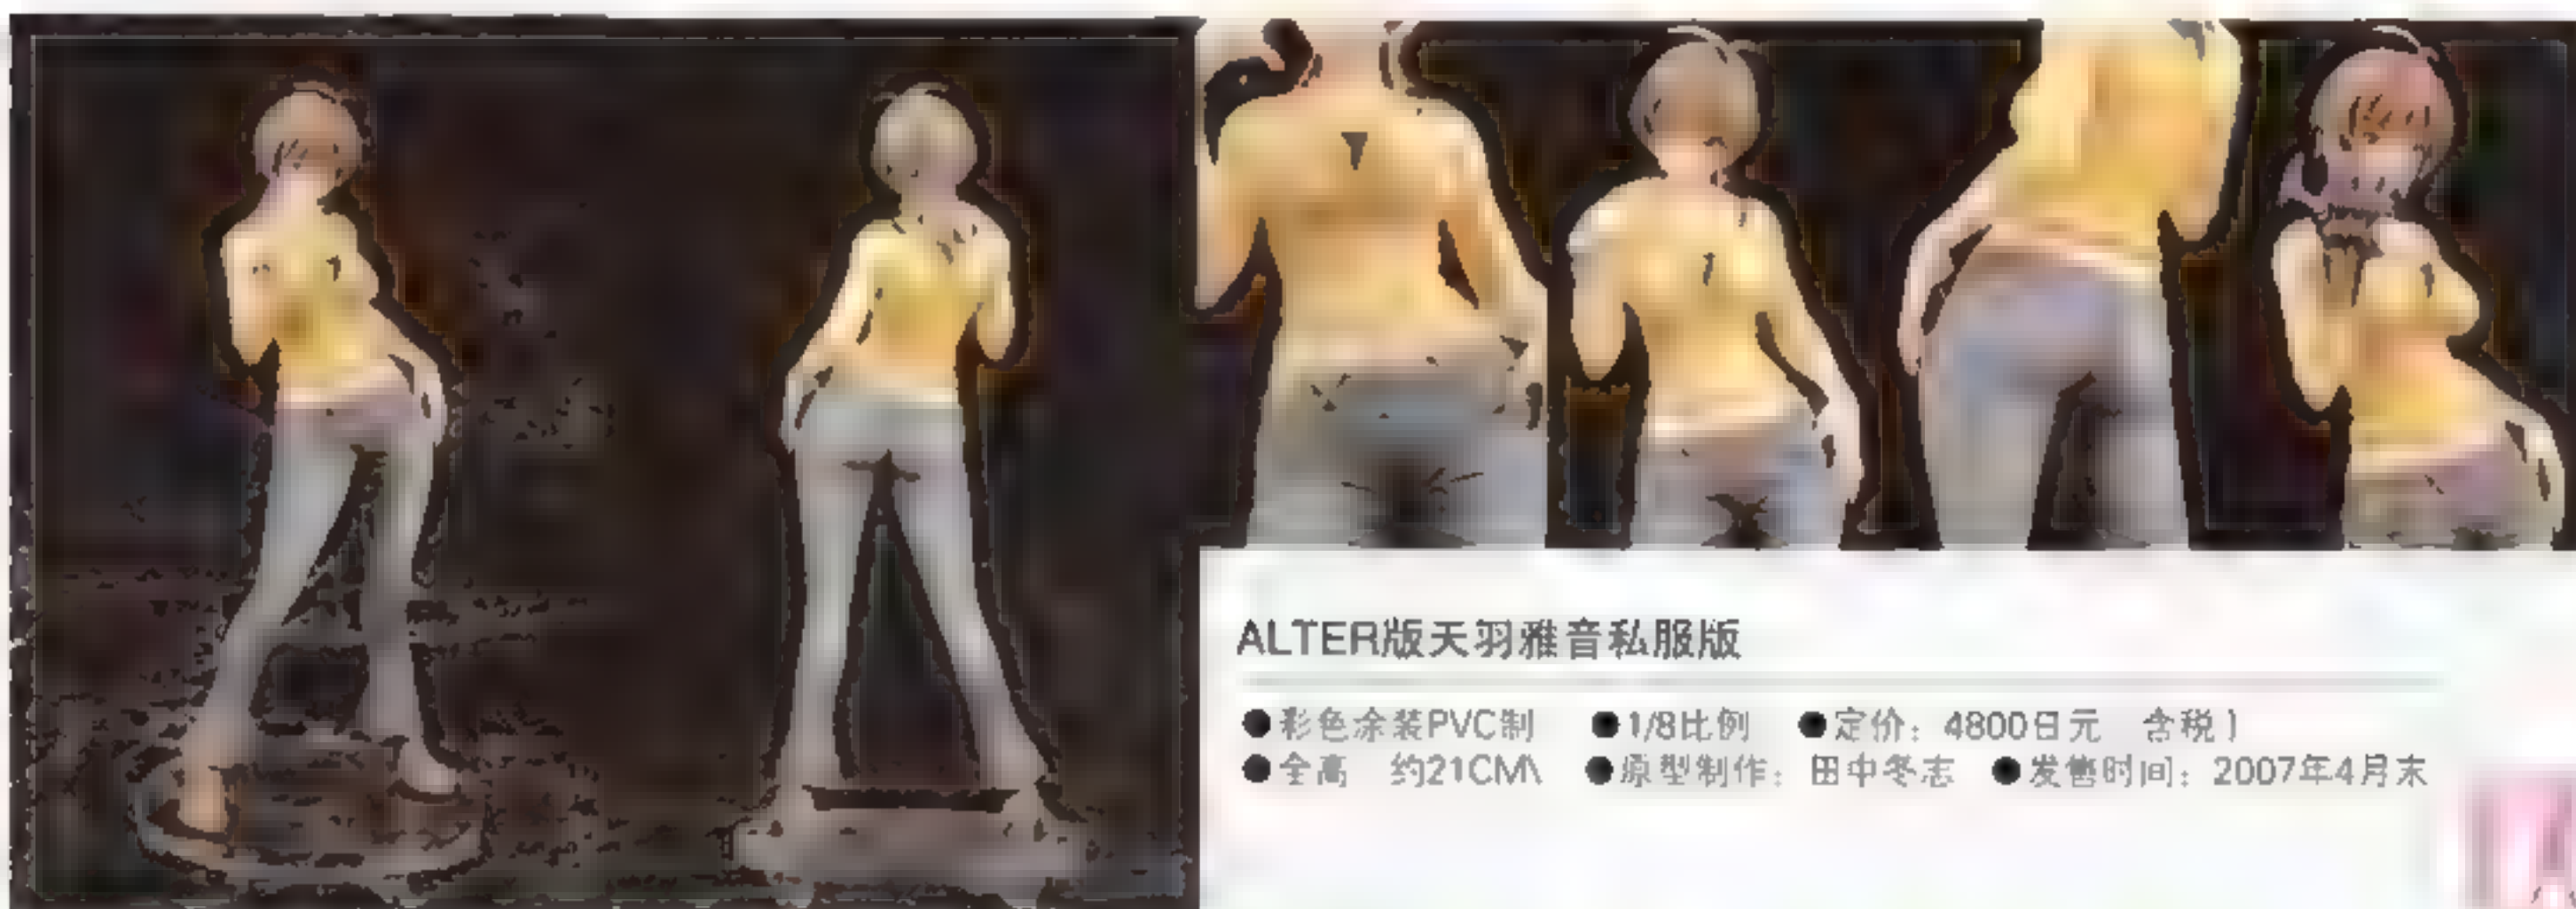 ALTER版天羽雅音私服版
●彩色涂装PVC制 ●1/8比例 ●定价：4800日元 含税）
●全高 约21CM ●原型制作：田中冬志 ●发售时间：2007年4月末